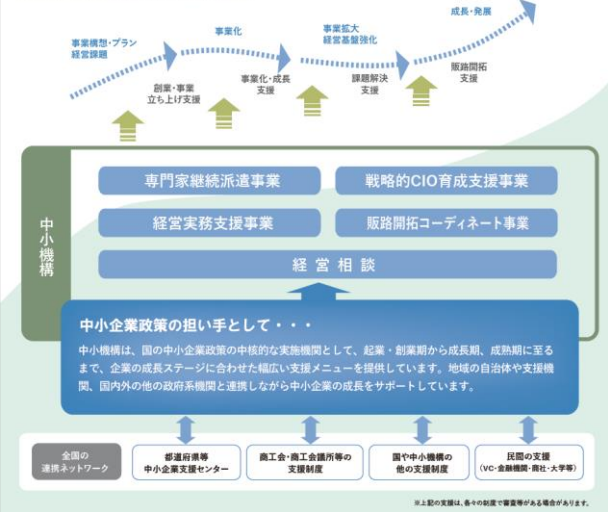 成長・発展
事業拡大
経営基盤強化
事業化
事業構想・プラン
経営課題
販路開拓
支援
課題解決
支援
事業化・成長
支援
創業・事業
立ち上げ支援
中小機構
専門家継続派遣事業
戦略的CIO育成支援事業
経営実務支援事業
販路開拓コーディネート事業
経営相談
中小企業政策の担い手として・・・
中小機構は、国の中小企業政策の中核的な実施機関として、起業・創業期から成長期、成熟期に至る
まで、企業の成長ステージに合わせた幅広い支援メニューを提供しています。地域の自治体や支援機
関、国内外の他の政府系機関と連携しながら中小企業の成長をサポートしています。
全国の
連携ネットワーク
都道府県等
中小企業支援センター
商工会・商工会議所等の
支援制度
国や中小機構の
他の支援制度
民間の支援
（VC・金融機関・商社・大学等）
※上記の支援は、各々の制度で審査等がある場合があります。